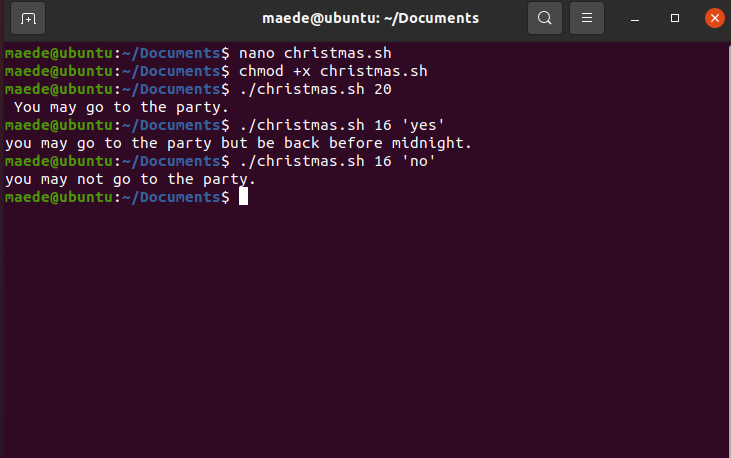 maede@ubuntu: ~/Documents
maede@ubuntu:~/Documents$ nano christmas.sh
maede@ubuntu:~/Documents$ chmod +x christmas.sh
maede@ubuntu:~/Documents$ ./christmas.sh 20
 You may go to the party.
maede@ubuntu:~/Documents$ ./christmas.sh 16 'yes'
you may go to the party but be back before midnight.
maede@ubuntu:~/Documents$ ./christmas.sh 16 'no'
you may not go to the party.
maede@ubuntu:~/Documents$